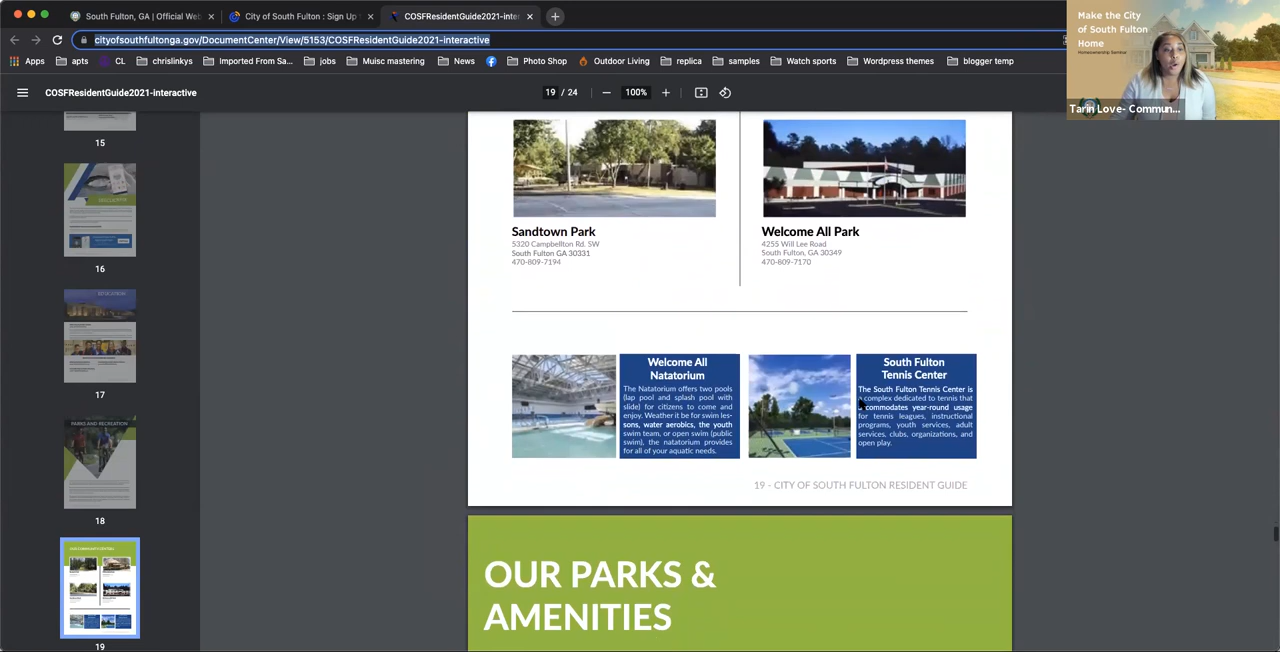 South Fulton, GA | Official Web
City of South Fulton : Sign Up
COSFResidentGuide2021-inter
cityofsouthfultonga.gov/DocumentCenter/View/5153/COSFResidentGuide2021-interactive
Apps apts CL chrislinkys Imported From Sa... jobs Muisc mastering News Photo Shop Outdoor Living replica samples Watch sports Wordpress themes blogger temp
COSFResidentGuide2021-interactive
19 / 24
100%
Make the City
of South Fulton
Home
Homeownership Seminar
Tarin Love- Commun...
15
16
17
PARKS AND RECREATION
18
19
Sandtown Park
5320 Campbellton Rd. SW
South Fulton GA 30331
470-809-7194
Welcome All Park
4255 Will Lee Road
South Fulton, GA 30349
470-809-7170
Welcome All
Natatorium
The Natatorium offers two pools
(lap pool and splash pool with
slide) for citizens to come and
enjoy. Weather it be for swim les-
sons, water aerobics, the youth
swim team, or open swim (public
swim), the natatorium provides
for all of your aquatic needs.
South Fulton
Tennis Center
The South Fulton Tennis Center is
complex dedicated to tennis that
commodates year-round usage
for tennis leagues, instructional
programs, youth services, adult
services, clubs, organizations, and
open play.
19 - CITY OF SOUTH FULTON RESIDENT GUIDE
OUR PARKS &
AMENITIES